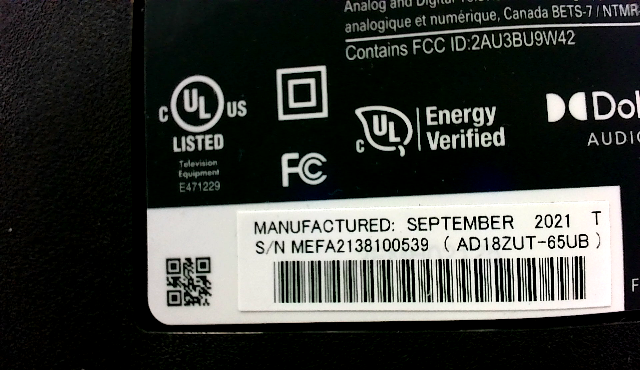 Analog and Digital
analogique et numérique, Canada BETS-7 / NTMR-
Contains FCC ID:2AU3BU9W42
C UL US
LISTED
Television
Equipment
E471229
FC
C UL Energy
Verified
Dol
AUDIO
MANUFACTURED: SEPTEMBER 2021 T
S/N MEFA2138100539 ( AD18ZUT-65UB )
F